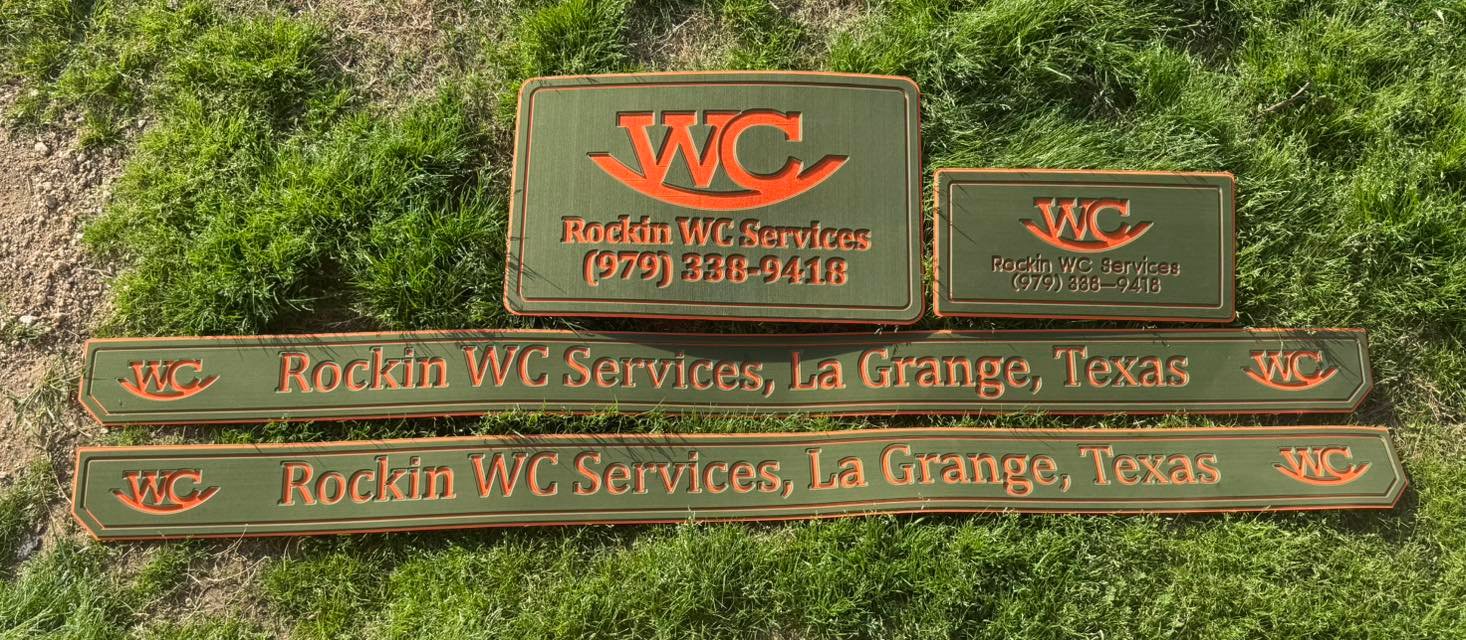 WC
Rockin WC Services
(979) 338-9418
WC
Rockin WC Services
(979) 338-9418
WC Rockin WC Services, La Grange, Texas WC
WC Rockin WC Services, La Grange, Texas WC